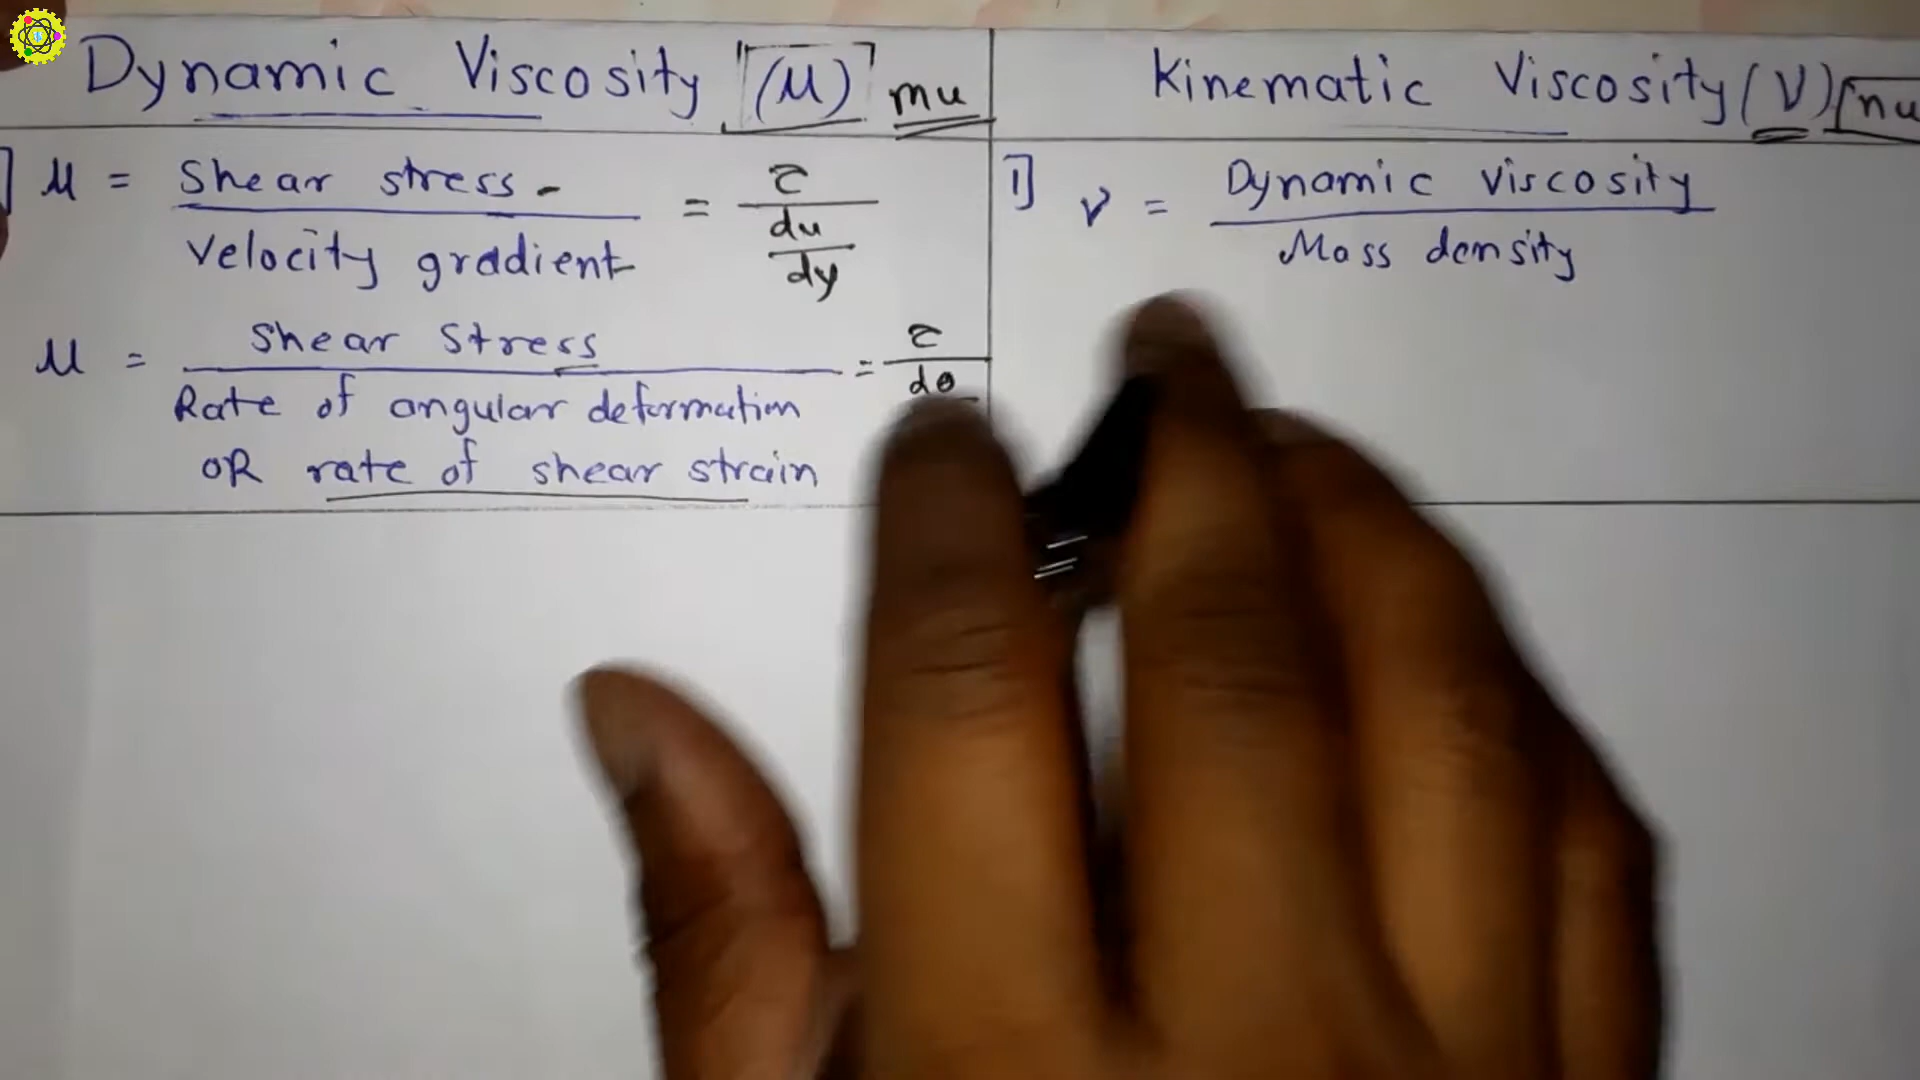 Dynamic Viscosity (μ) mu
μ = Shear stress / Velocity gradient = τ / du/dy
μ = Shear Stress / Rate of angular deformation = τ / dθ
OR rate of shear strain
Kinematic Viscosity (ν) nu
1] ν = Dynamic viscosity / Mass density